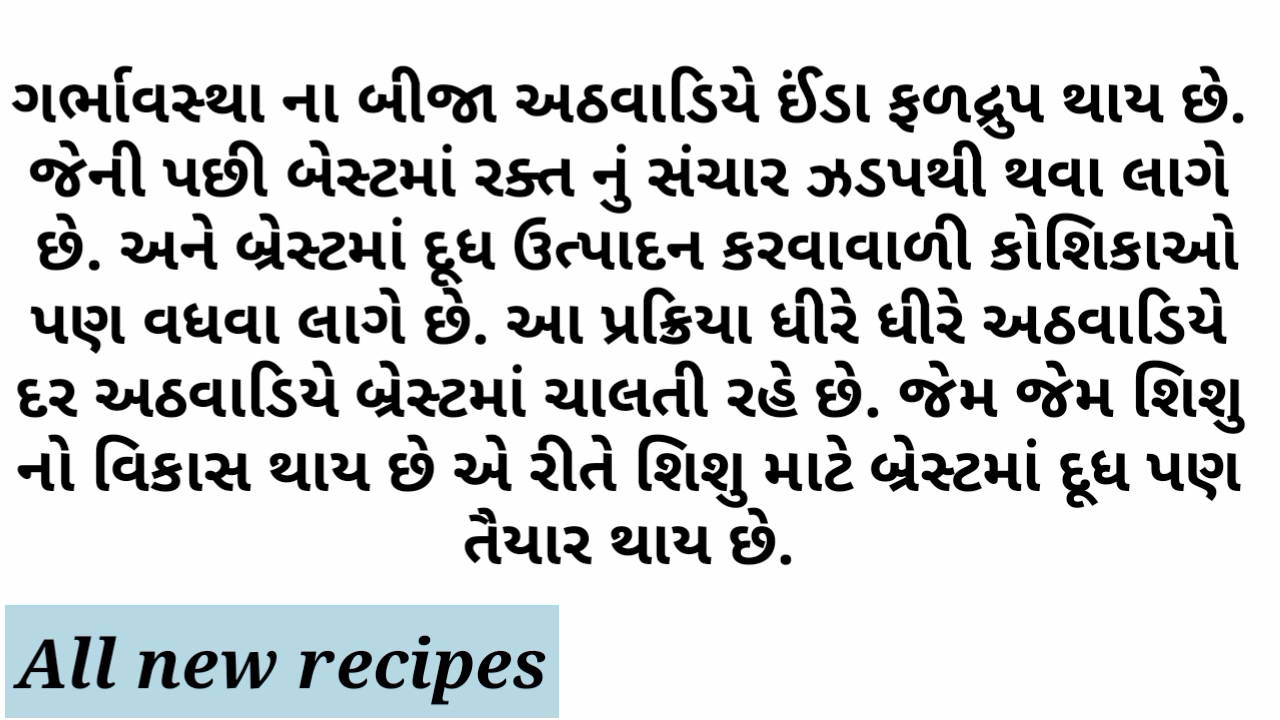 ગર્ભાવસ્થા ના બીજા અઠવાડિયે ઈંડા ફળદ્રુપ થાય છે.
જેની પછી બેસ્ટમાં રક્ત નું સંચાર ઝડપથી થવા લાગે
છે. અને બ્રેસ્ટમાં દૂધ ઉત્પાદન કરવાવાળી કોશિકાઓ
પણ વધવા લાગે છે. આ પ્રક્રિયા ધીરે ધીરે અઠવાડિયે
દર અઠવાડિયે બ્રેસ્ટમાં ચાલતી રહે છે. જેમ જેમ શિશુ
નો વિકાસ થાય છે એ રીતે શિશુ માટે બ્રેસ્ટમાં દૂધ પણ
તૈયાર થાય છે.
All new recipes